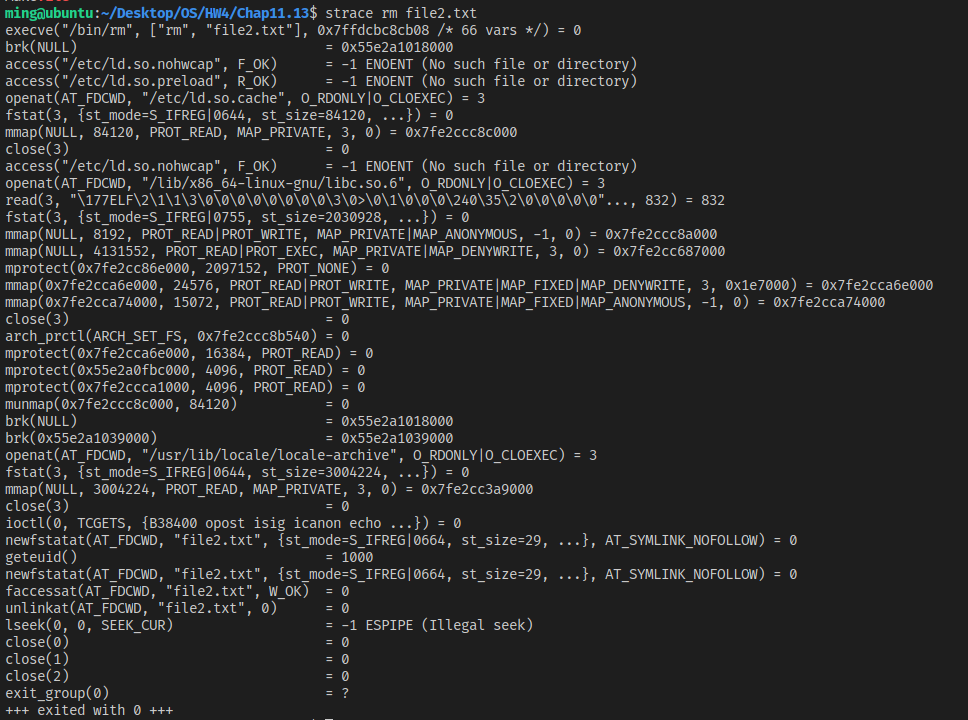 ming@ubuntu:~/Desktop/OS/HW4/Chap11.13$ strace rm file2.txt
execve("/bin/rm", ["rm", "file2.txt"], 0x7ffdcbc8cb08 /* 66 vars */) = 0
brk(NULL)                               = 0x55e2a1018000
access("/etc/ld.so.nohwcap", F_OK)      = -1 ENOENT (No such file or directory)
access("/etc/ld.so.preload", R_OK)      = -1 ENOENT (No such file or directory)
openat(AT_FDCWD, "/etc/ld.so.cache", O_RDONLY|O_CLOEXEC) = 3
fstat(3, {st_mode=S_IFREG|0644, st_size=84120, ...}) = 0
mmap(NULL, 84120, PROT_READ, MAP_PRIVATE, 3, 0) = 0x7fe2ccc8c000
close(3)                                = 0
access("/etc/ld.so.nohwcap", F_OK)      = -1 ENOENT (No such file or directory)
openat(AT_FDCWD, "/lib/x86_64-linux-gnu/libc.so.6", O_RDONLY|O_CLOEXEC) = 3
read(3, "\177ELF\2\1\1\3\0\0\0\0\0\0\0\0\3\0>\0\1\0\0\0\240\35\2\0\0\0\0\0"..., 832) = 832
fstat(3, {st_mode=S_IFREG|0755, st_size=2030928, ...}) = 0
mmap(NULL, 8192, PROT_READ|PROT_WRITE, MAP_PRIVATE|MAP_ANONYMOUS, -1, 0) = 0x7fe2ccc8a000
mmap(NULL, 4131552, PROT_READ|PROT_EXEC, MAP_PRIVATE|MAP_DENYWRITE, 3, 0) = 0x7fe2cc687000
mprotect(0x7fe2cc86e000, 2097152, PROT_NONE) = 0
mmap(0x7fe2cca6e000, 24576, PROT_READ|PROT_WRITE, MAP_PRIVATE|MAP_FIXED|MAP_DENYWRITE, 3, 0x1e7000) = 0x7fe2cca6e000
mmap(0x7fe2cca74000, 15072, PROT_READ|PROT_WRITE, MAP_PRIVATE|MAP_FIXED|MAP_ANONYMOUS, -1, 0) = 0x7fe2cca74000
close(3)                                = 0
arch_prctl(ARCH_SET_FS, 0x7fe2ccc8b540) = 0
mprotect(0x7fe2cca6e000, 16384, PROT_READ) = 0
mprotect(0x55e2a0fbc000, 4096, PROT_READ) = 0
mprotect(0x7fe2ccca1000, 4096, PROT_READ) = 0
munmap(0x7fe2ccc8c000, 84120)           = 0
brk(NULL)                               = 0x55e2a1018000
brk(0x55e2a1039000)                     = 0x55e2a1039000
openat(AT_FDCWD, "/usr/lib/locale/locale-archive", O_RDONLY|O_CLOEXEC) = 3
fstat(3, {st_mode=S_IFREG|0644, st_size=3004224, ...}) = 0
mmap(NULL, 3004224, PROT_READ, MAP_PRIVATE, 3, 0) = 0x7fe2cc3a9000
close(3)                                = 0
ioctl(0, TCGETS, {B38400 opost isig icanon echo ...}) = 0
newfstatat(AT_FDCWD, "file2.txt", {st_mode=S_IFREG|0664, st_size=29, ...}, AT_SYMLINK_NOFOLLOW) = 0
geteuid()                               = 1000
newfstatat(AT_FDCWD, "file2.txt", {st_mode=S_IFREG|0664, st_size=29, ...}, AT_SYMLINK_NOFOLLOW) = 0
faccessat(AT_FDCWD, "file2.txt", W_OK)  = 0
unlinkat(AT_FDCWD, "file2.txt", 0)      = 0
lseek(0, 0, SEEK_CUR)                   = -1 ESPIPE (Illegal seek)
close(0)                                = 0
close(1)                                = 0
close(2)                                = 0
exit_group(0)                           = ?
+++ exited with 0 +++